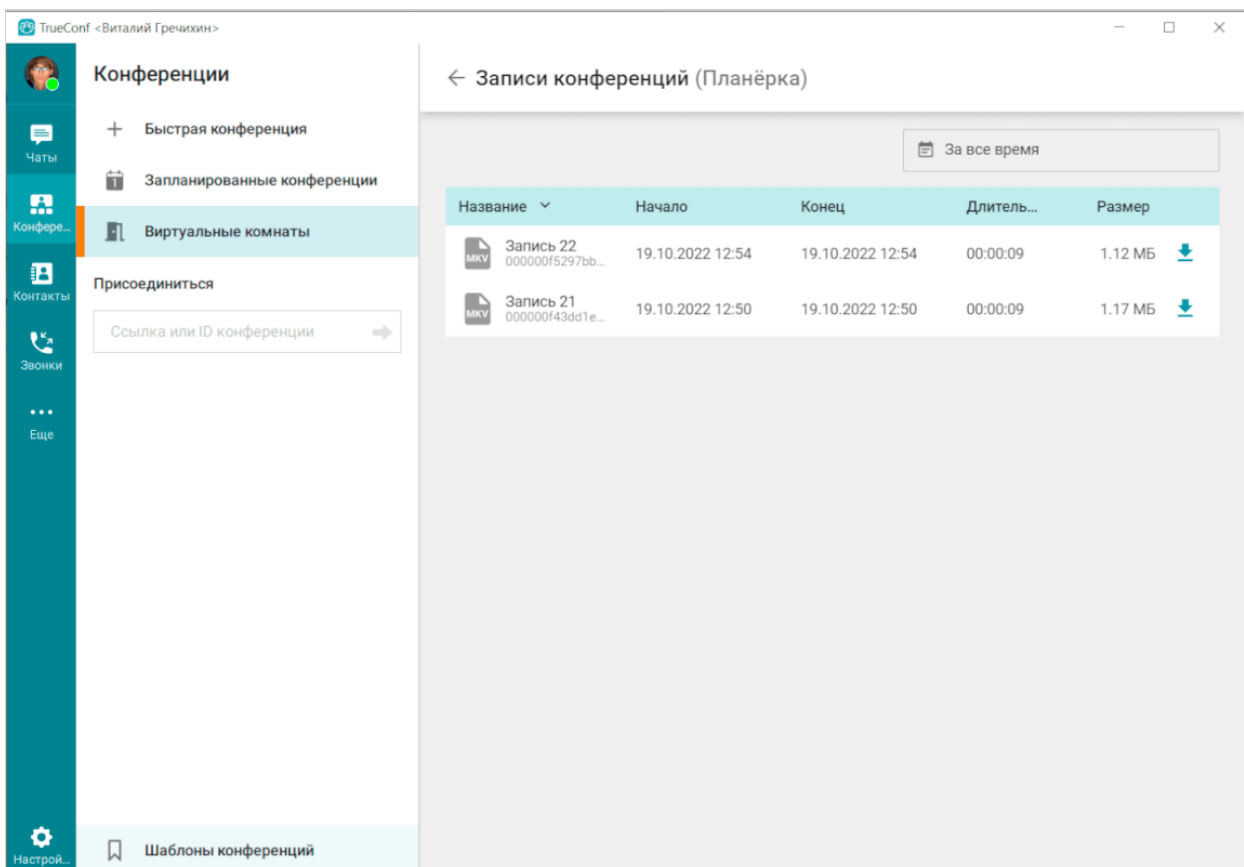 TrueConf <Виталий Гречихин>
Конференции
Быстрая конференция
1
Запланированные конференции
Виртуальные комнаты
Присоединиться
Ссылка или ID конференции
Шаблоны конференций
Чаты
Конфере...
Контакты
Звонки
Еще
Настрой...
Записи конференций (Планёрка)
За все время
Название Начало Конец Длитель... Размер
MKV Запись 22 19.10.2022 12:54 19.10.2022 12:54 00:00:09 1.12 МБ
000000f5297bb...
MKV Запись 21 19.10.2022 12:50 19.10.2022 12:50 00:00:09 1.17 МБ
000000f43dd1e...